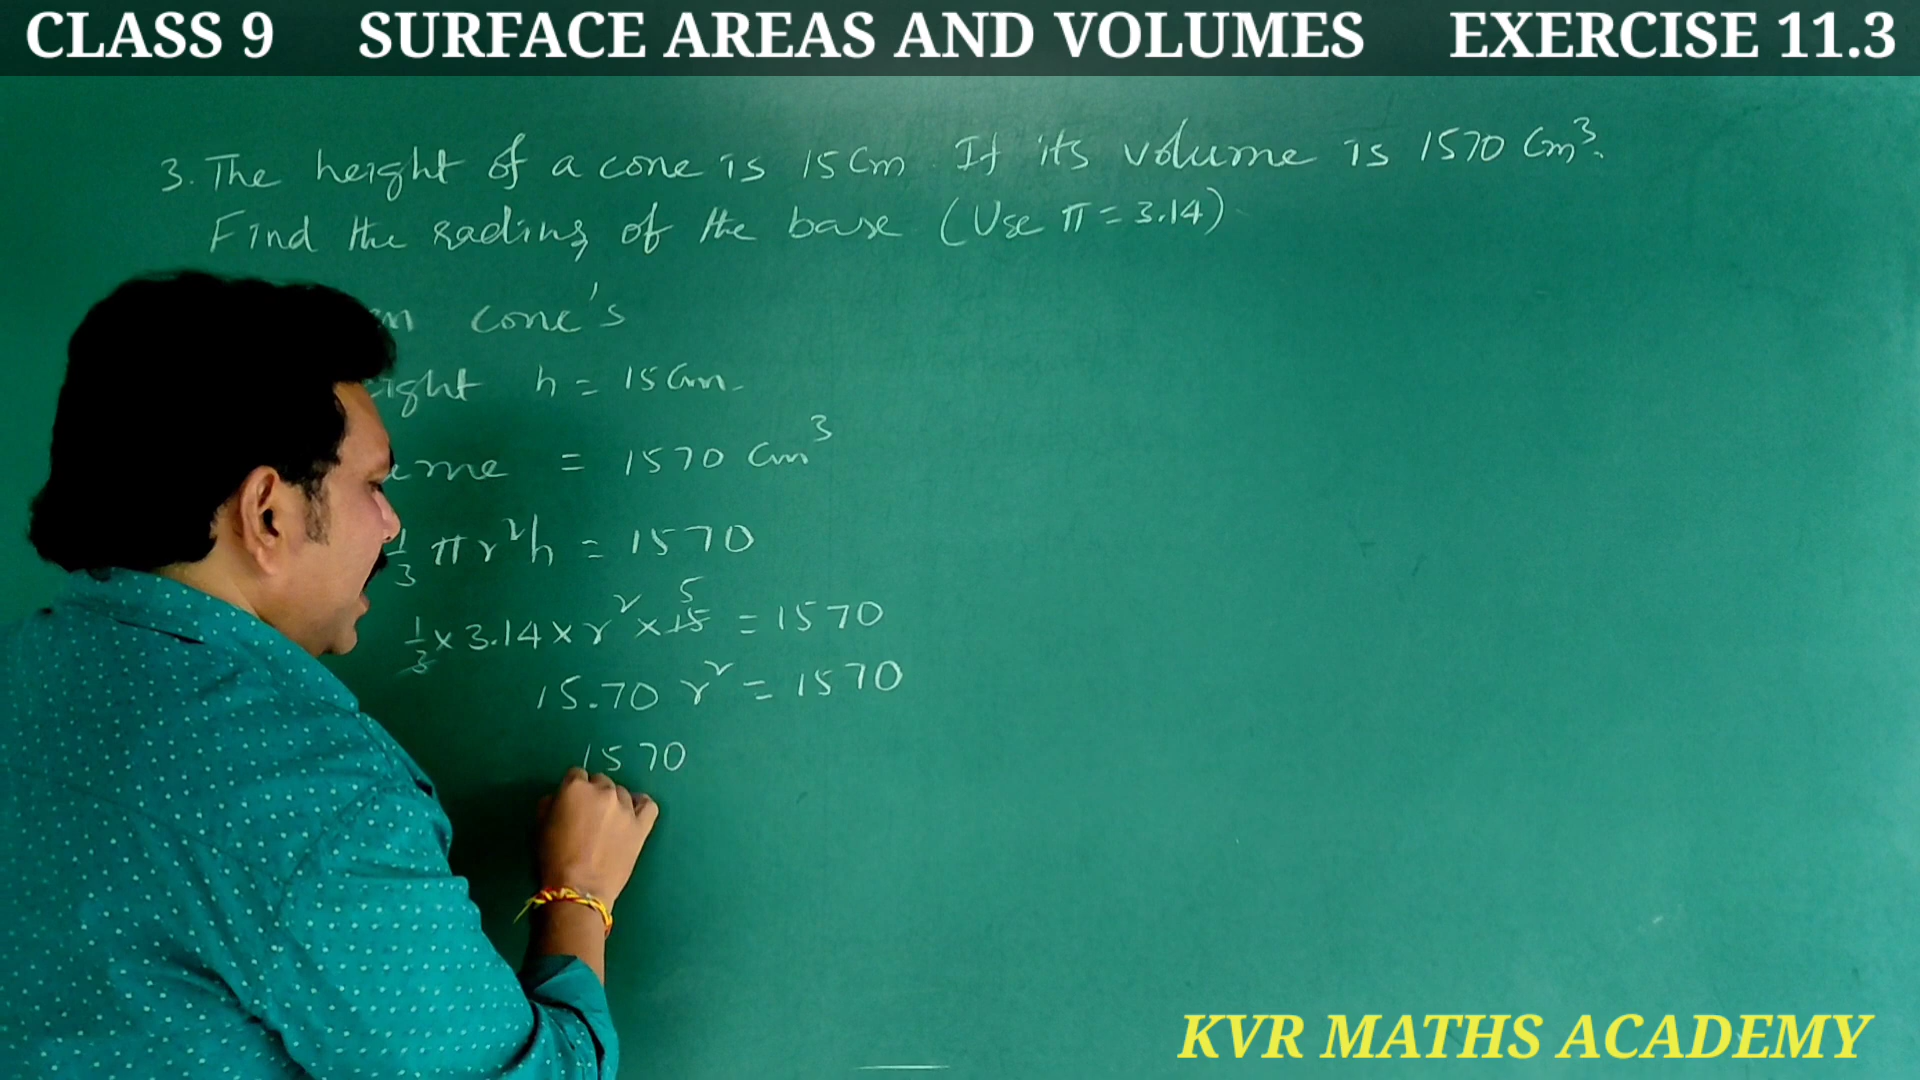 CLASS 9 SURFACE AREAS AND VOLUMES EXERCISE 11.3
3. The height of a cone is 15 Cm. If its volume is 1570 Cm³.
Find the radius of the base. (Use π = 3.14)
cone's
h = 15 Cm.
= 1570 Cm³
1/3 πr²h = 1570
1/3 × 3.14 × r² × 15 5 = 1570
15.70 r² = 1570
1570
KVR MATHS ACADEMY